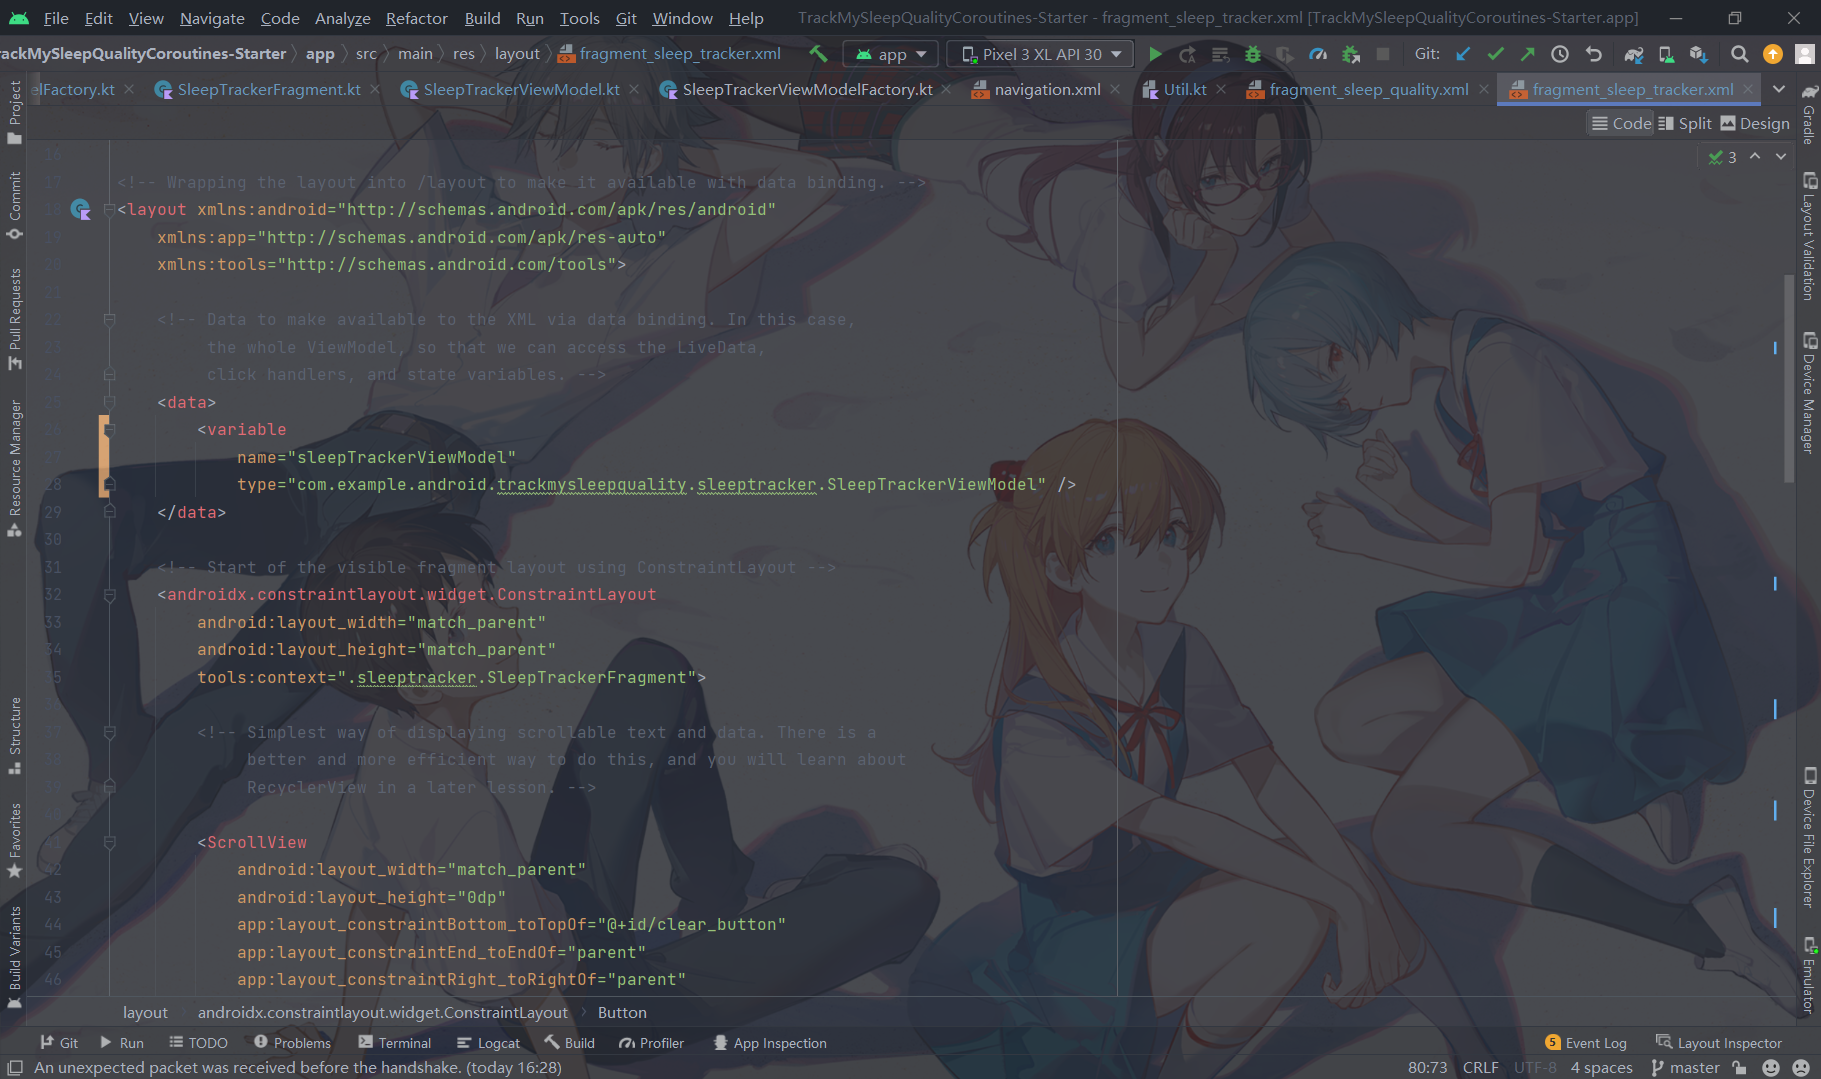 File Edit View Navigate Code Analyze Refactor Build Run Tools Git Window Help TrackMySleepQualityCoroutines-Starter - fragment_sleep_tracker.xml [TrackMySleepQualityCoroutines-Starter.app]
rackMySleepQualityCoroutines-Starter app src main res layout fragment_sleep_tracker.xml app Pixel 3 XL API 30 Git:
elFactory.kt SleepTrackerFragment.kt SleepTrackerViewModel.kt SleepTrackerViewModelFactory.kt navigation.xml Util.kt fragment_sleep_quality.xml fragment_sleep_tracker.xml
Code Split Design
3
16
17 <!-- Wrapping the layout into /layout to make it available with data binding. -->
18 <layout xmlns:android="http://schemas.android.com/apk/res/android"
19 xmlns:app="http://schemas.android.com/apk/res-auto"
20 xmlns:tools="http://schemas.android.com/tools">
21
22 <!-- Data to make available to the XML via data binding. In this case,
23 the whole ViewModel, so that we can access the LiveData,
24 click handlers, and state variables. -->
25 <data>
26 <variable
27 name="sleepTrackerViewModel"
28 type="com.example.android.trackmysleepquality.sleeptracker.SleepTrackerViewModel" />
29 </data>
30
31 <!-- Start of the visible fragment layout using ConstraintLayout -->
32 <androidx.constraintlayout.widget.ConstraintLayout
33 android:layout_width="match_parent"
34 android:layout_height="match_parent"
35 tools:context=".sleeptracker.SleepTrackerFragment">
36
37 <!-- Simplest way of displaying scrollable text and data. There is a
38 better and more efficient way to do this, and you will learn about
39 RecyclerView in a later lesson. -->
40
41 <ScrollView
42 android:layout_width="match_parent"
43 android:layout_height="0dp"
44 app:layout_constraintBottom_toTopOf="@+id/clear_button"
45 app:layout_constraintEnd_toEndOf="parent"
46 app:layout_constraintRight_toRightOf="parent"
layout androidx.constraintlayout.widget.ConstraintLayout Button
Git Run TODO Problems Terminal Logcat Build Profiler App Inspection 5 Event Log Layout Inspector
An unexpected packet was received before the handshake. (today 16:28) 80:73 CRLF UTF-8 4 spaces master
Project
Commit
Pull Requests
Resource Manager
Structure
Favorites
Build Variants
Gradle
Layout Validation
Device Manager
Device File Explorer
Emulator